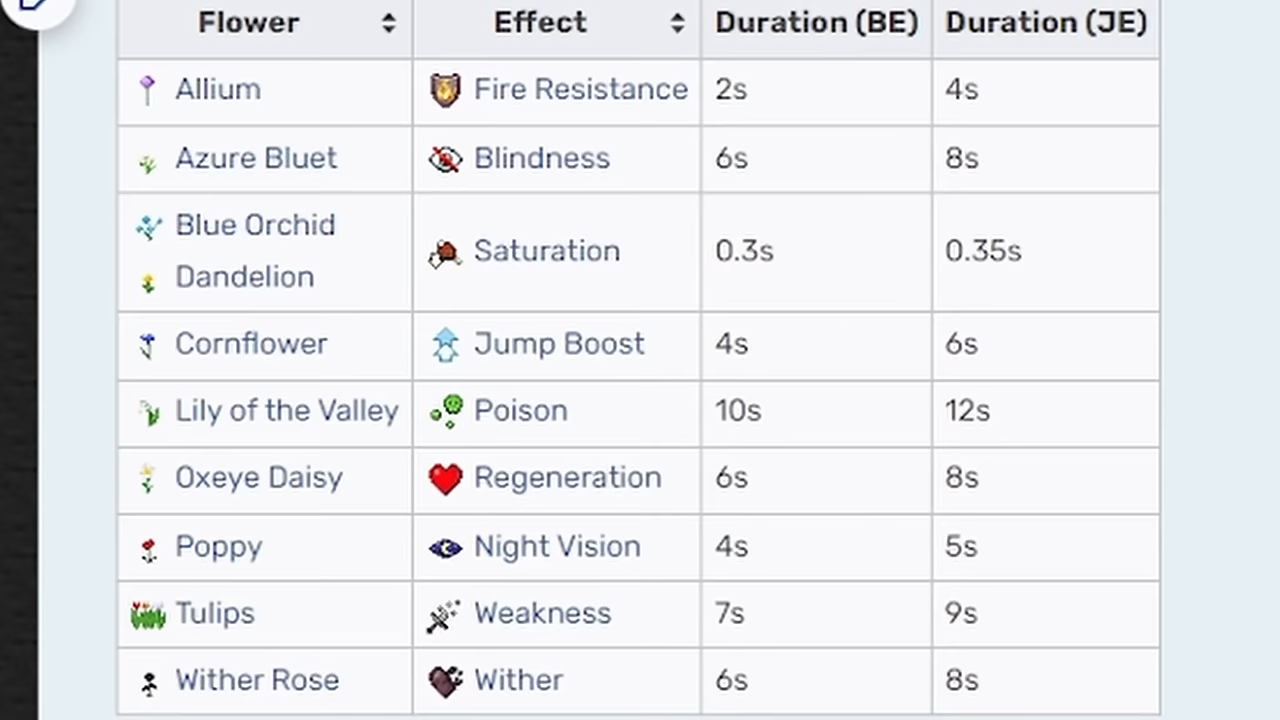 Flower Effect Duration (BE) Duration (JE)
Allium Fire Resistance 2s 4s
Azure Bluet Blindness 6s 8s
Blue Orchid
Dandelion
Saturation 0.3s 0.35s
Cornflower Jump Boost 4s 6s
Lily of the Valley Poison 10s 12s
Oxeye Daisy Regeneration 6s 8s
Poppy Night Vision 4s 5s
Tulips Weakness 7s 9s
Wither Rose Wither 6s 8s